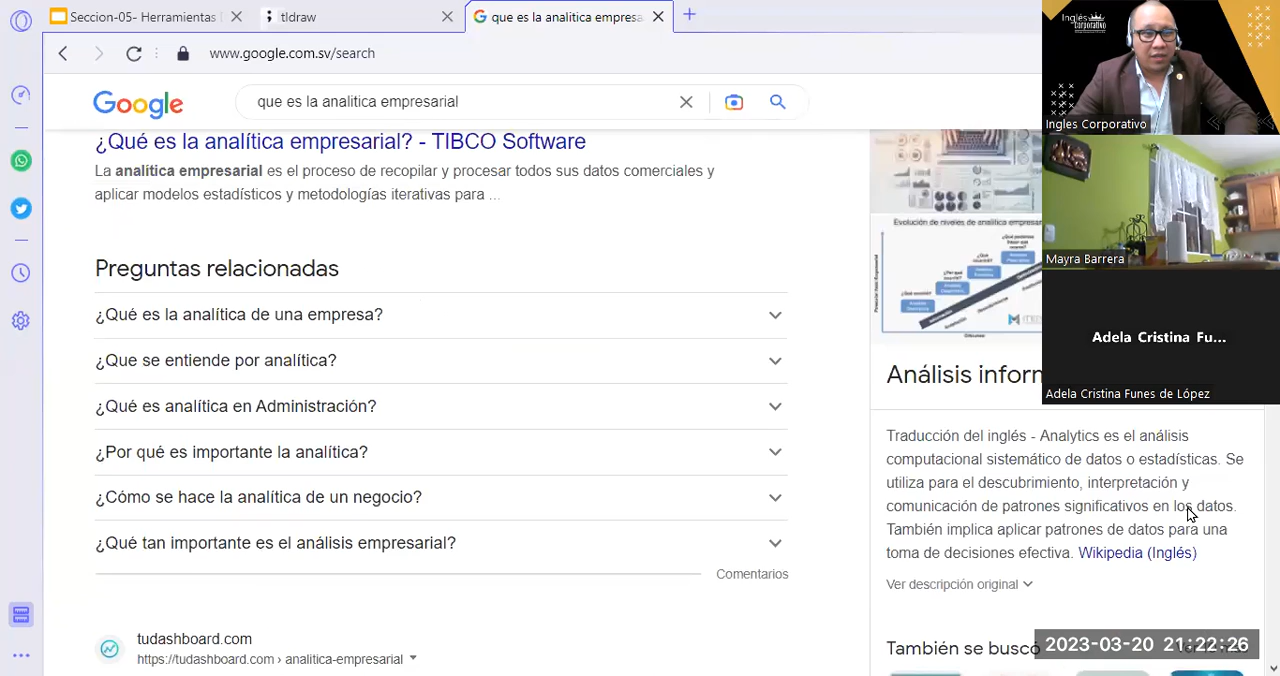 Seccion-05- Herramientas
tldraw
que es la analitica empresa
www.google.com.sv/search
Google
que es la analitica empresarial
¿Qué es la analítica empresarial? - TIBCO Software
La analítica empresarial es el proceso de recopilar y procesar todos sus datos comerciales y
aplicar modelos estadísticos y metodologías iterativas para ...
Preguntas relacionadas
¿Qué es la analítica de una empresa?
¿Que se entiende por analítica?
¿Qué es analítica en Administración?
¿Por qué es importante la analítica?
¿Cómo se hace la analítica de un negocio?
¿Qué tan importante es el análisis empresarial?
Comentarios
tudashboard.com
https://tudashboard.com › analitica-empresarial
Evolución de niveles de analítica empresar
Análisis inform
Traducción del inglés - Analytics es el análisis
computacional sistemático de datos o estadísticas. Se
utiliza para el descubrimiento, interpretación y
comunicación de patrones significativos en los datos.
También implica aplicar patrones de datos para una
toma de decisiones efectiva. Wikipedia (Inglés)
Ver descripción original
También se buscó
Inglés
Corporativo
Ingles Corporativo
Mayra Barrera
Adela Cristina Fu...
Adela Cristina Funes de López
2023-03-20 21:22:26